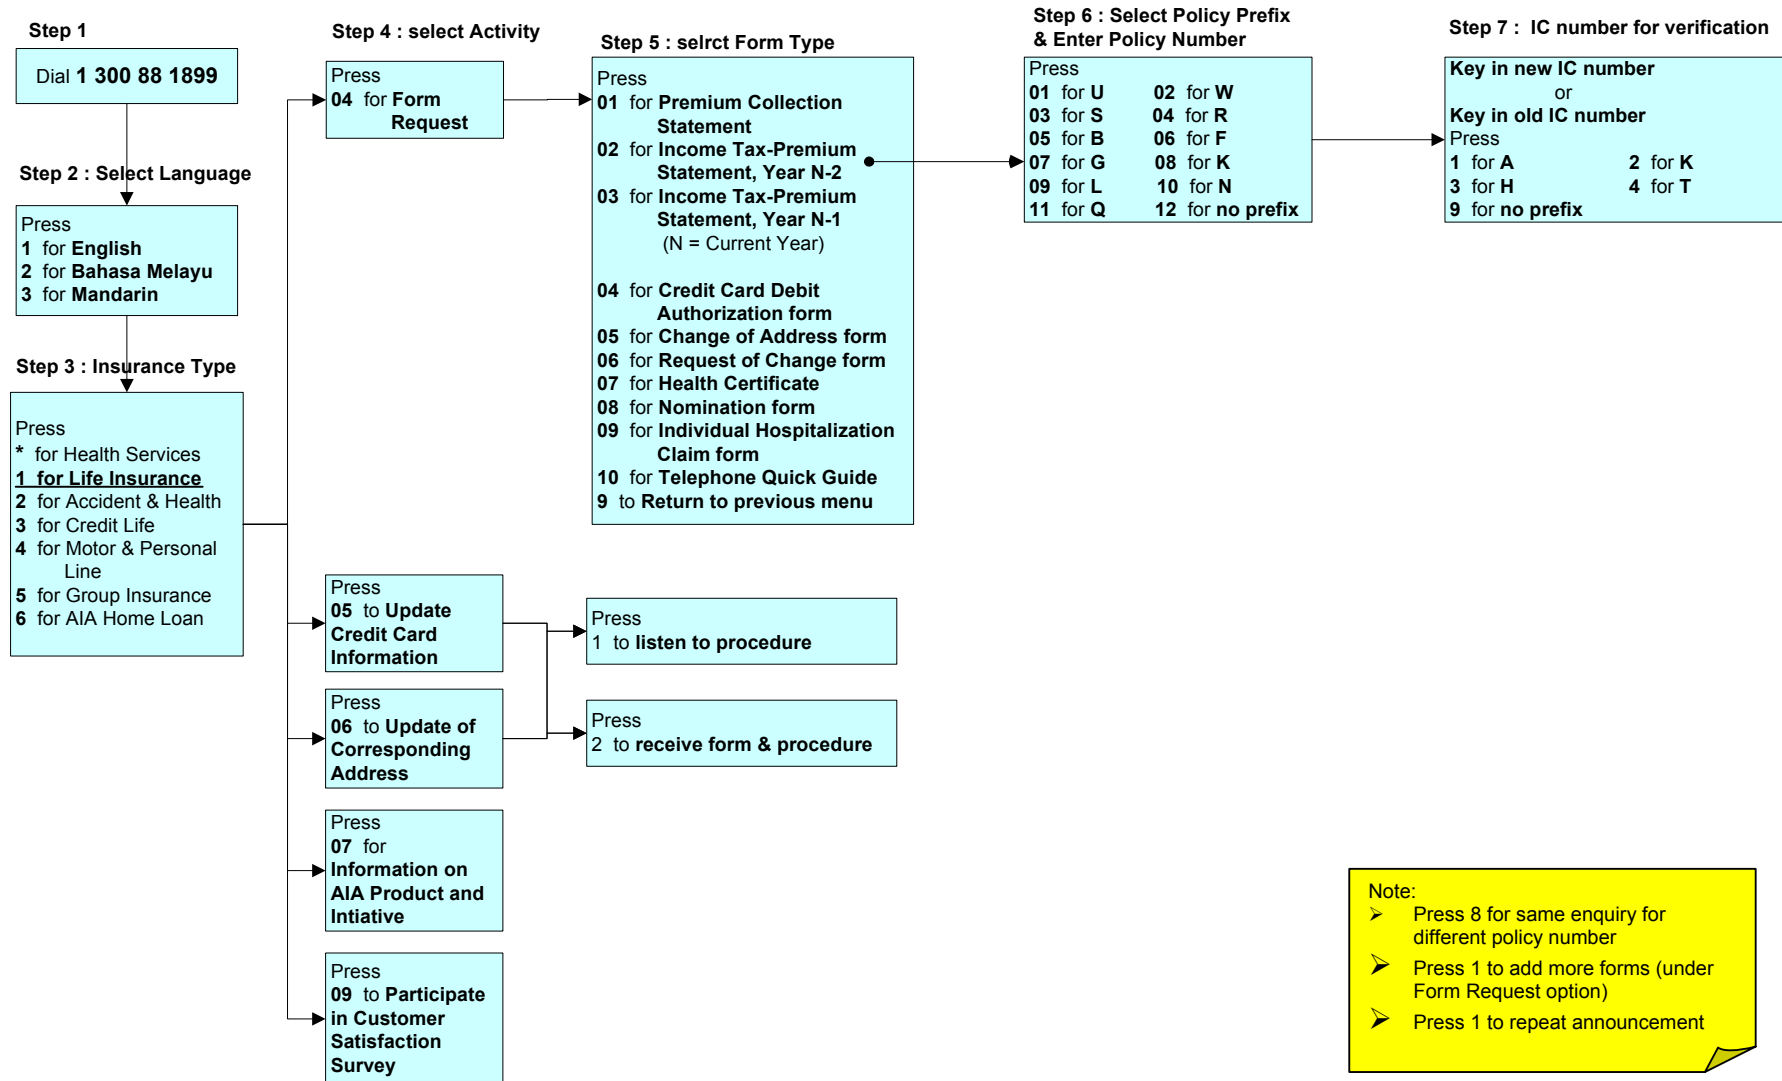 Step 1
Dial 1 300 88 1899
Step 2 : Select Language
Press
1 for English
2 for Bahasa Melayu
3 for Mandarin
Step 3 : Insurance Type
Press
* for Health Services
1 for Life Insurance
2 for Accident & Health
3 for Credit Life
4 for Motor & Personal
Line
5 for Group Insurance
6 for AIA Home Loan
Step 4 : select Activity
Press
04 for Form
Request
Press
05 to Update
Credit Card
Information
Press
06 to Update of
Corresponding
Address
Press
07 for
Information on
AIA Product and
Intiative
Press
09 to Participate
in Customer
Satisfaction
Survey
Step 5 : selrct Form Type
Press
01 for Premium Collection
Statement
02 for Income Tax-Premium
Statement, Year N-2
03 for Income Tax-Premium
Statement, Year N-1
(N = Current Year)
04 for Credit Card Debit
Authorization form
05 for Change of Address form
06 for Request of Change form
07 for Health Certificate
08 for Nomination form
09 for Individual Hospitalization
Claim form
10 for Telephone Quick Guide
9 to Return to previous menu
Press
1 to listen to procedure
Press
2 to receive form & procedure
Step 6 : Select Policy Prefix
& Enter Policy Number
Press
01 for U 02 for W
03 for S 04 for R
05 for B 06 for F
07 for G 08 for K
09 for L 10 for N
11 for Q 12 for no prefix
Step 7 : IC number for verification
Key in new IC number
or
Key in old IC number
Press
1 for A 2 for K
3 for H 4 for T
9 for no prefix
Note:
Press 8 for same enquiry for
different policy number
Press 1 to add more forms (under
Form Request option)
Press 1 to repeat announcement